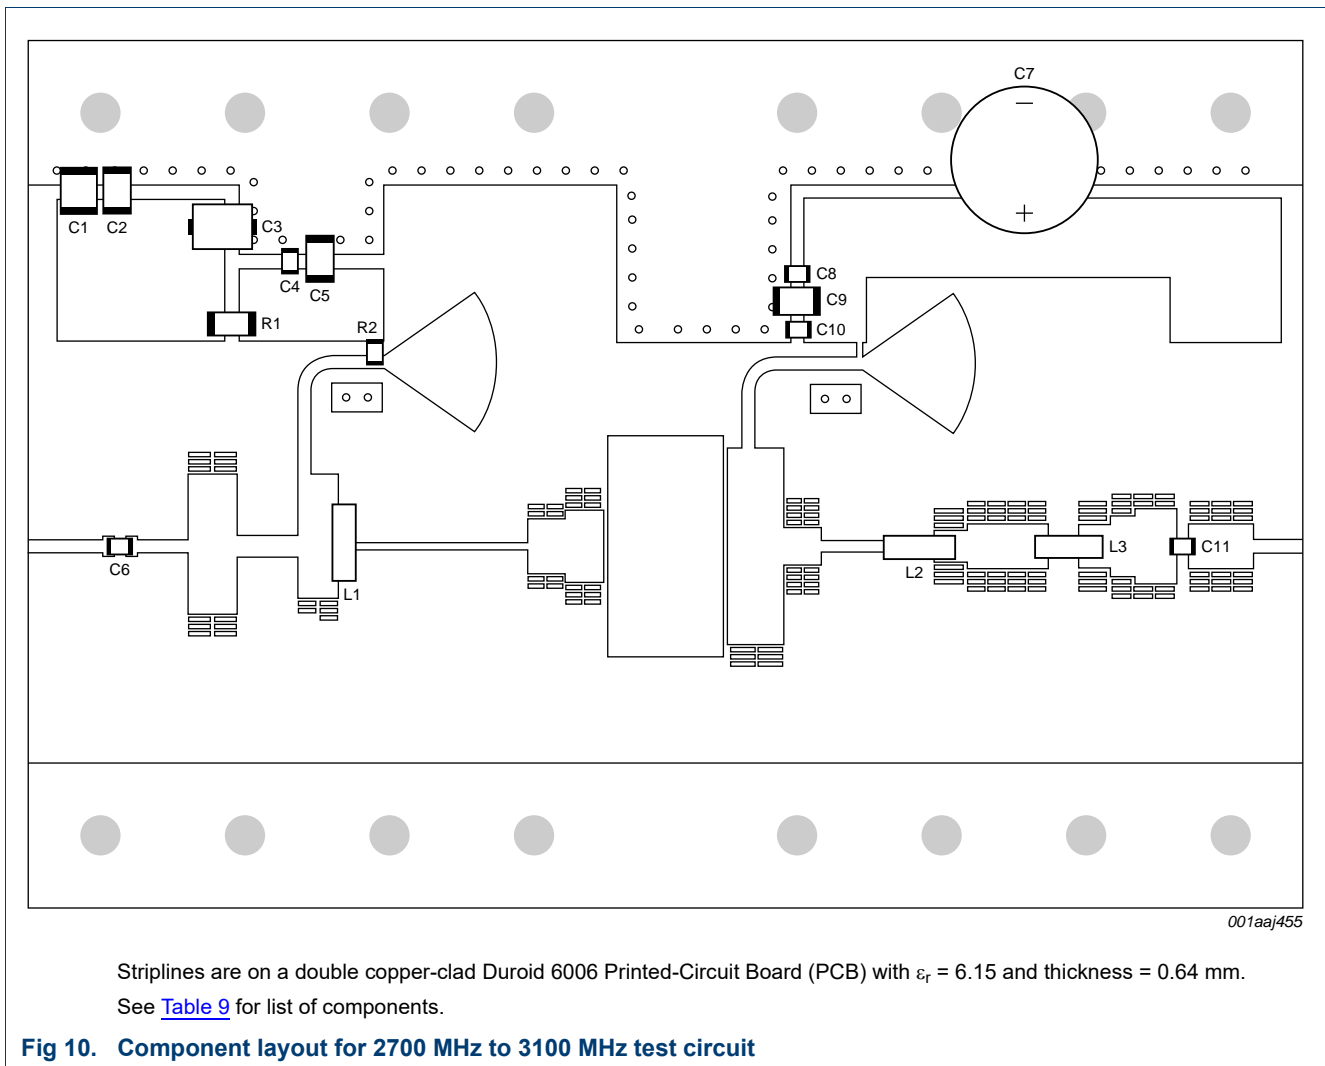 C7
−
+
C1
C2
C3
C4
C5
R1
R2
C8
C9
C10
C6
L1
L2
L3
C11
001aaj455
Striplines are on a double copper-clad Duroid 6006 Printed-Circuit Board (PCB) with εr = 6.15 and thickness = 0.64 mm.
See Table 9 for list of components.
Fig 10. Component layout for 2700 MHz to 3100 MHz test circuit